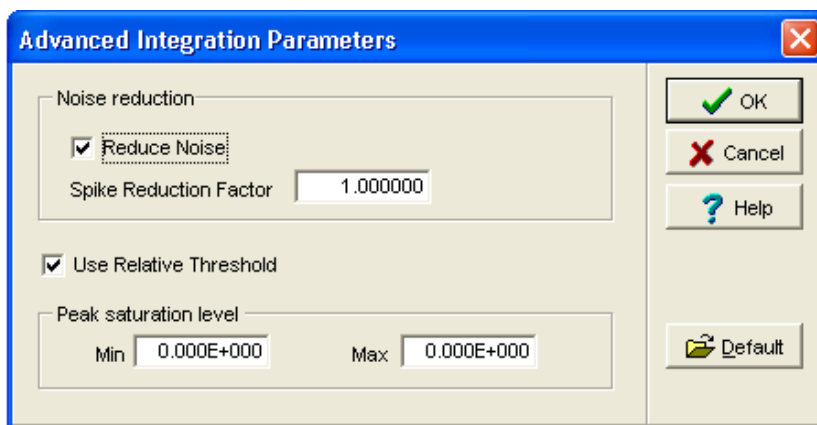 Advanced Integration Parameters
Noise reduction
Reduce Noise
Spike Reduction Factor 1.000000
Use Relative Threshold
Peak saturation level
Min 0.000E+000 Max 0.000E+000
OK
Cancel
? Help
Default